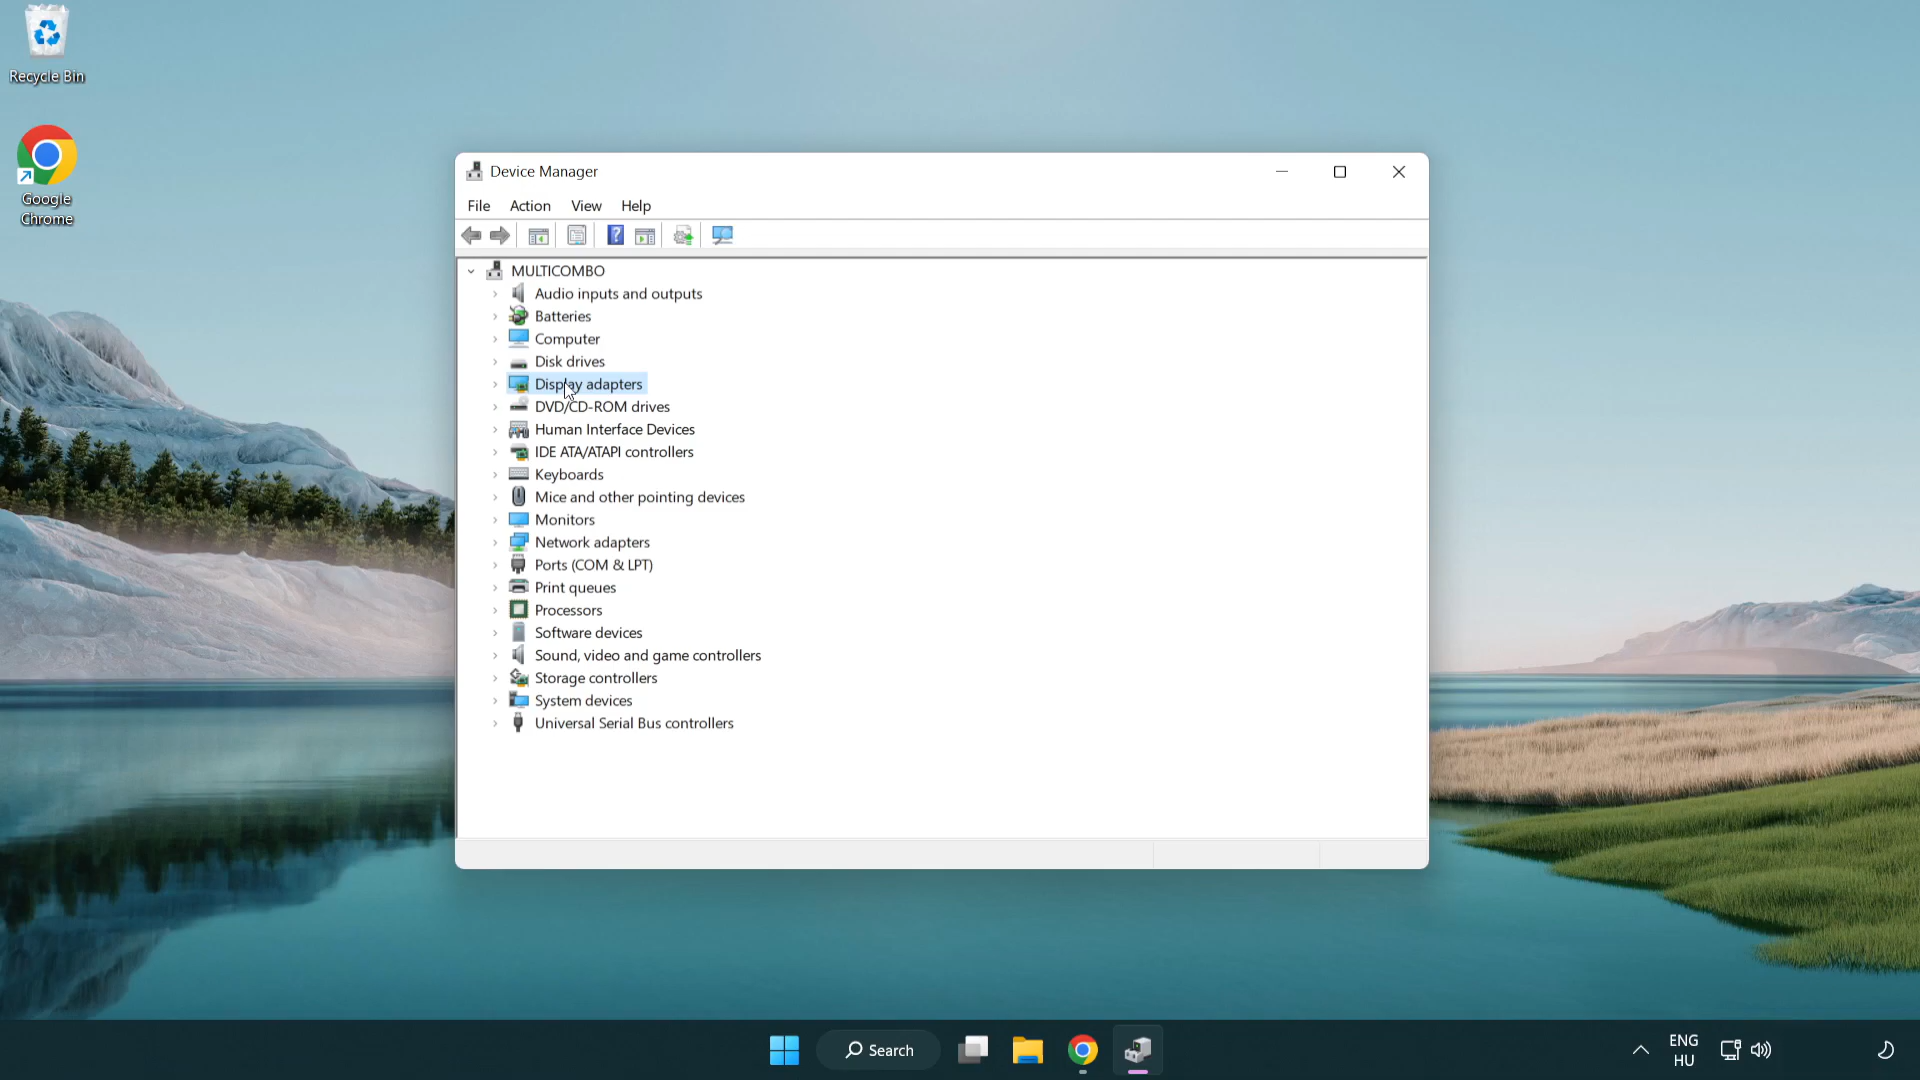 Recycle Bin
Google
Chrome
Device Manager
File Action View Help
MULTICOMBO
Audio inputs and outputs
Batteries
Computer
Disk drives
Display adapters
DVD/CD-ROM drives
Human Interface Devices
IDE ATA/ATAPI controllers
Keyboards
Mice and other pointing devices
Monitors
Network adapters
Ports (COM & LPT)
Print queues
Processors
Software devices
Sound, video and game controllers
Storage controllers
System devices
Universal Serial Bus controllers
Search
ENG
HU